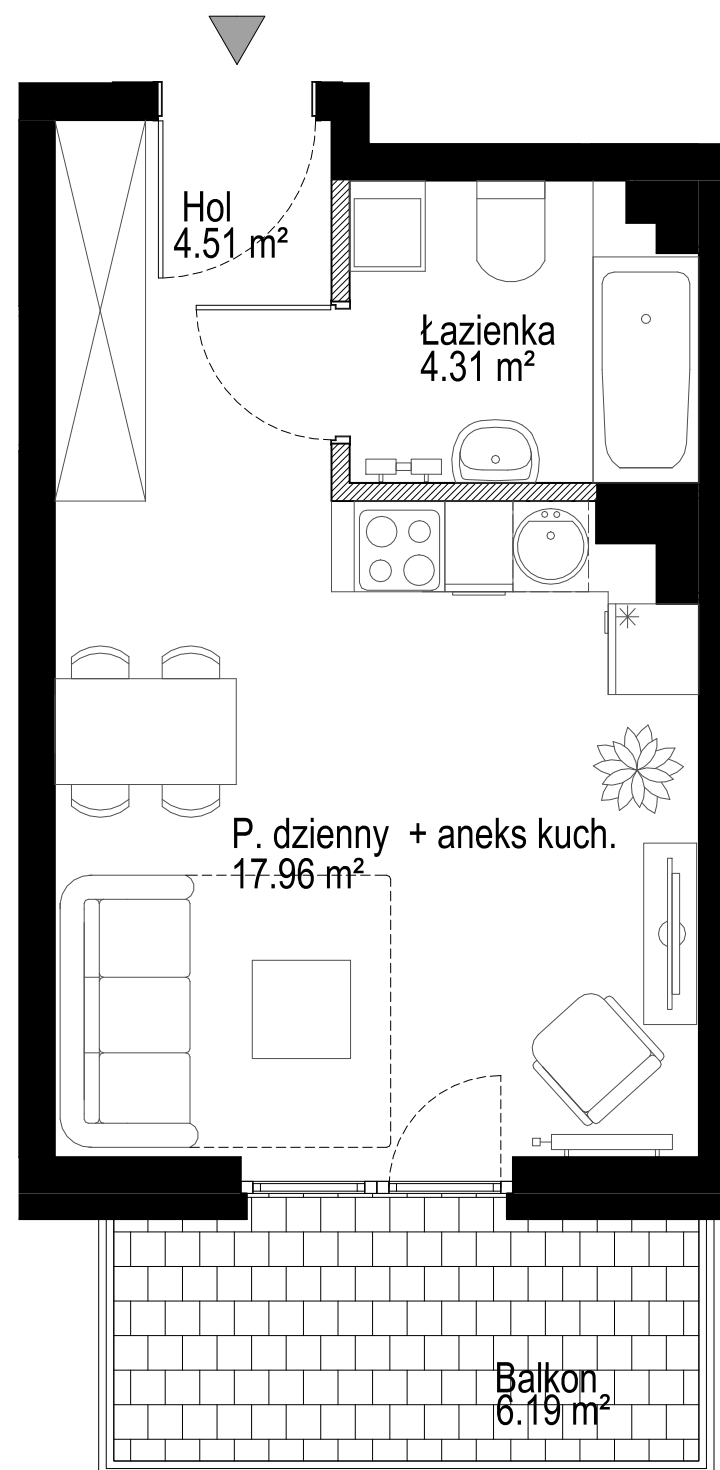 Hol
4.51 m²
Łazienka
4.31 m²
P. dzienny + aneks kuch.
17.96 m²
Balkon
6.19 m²